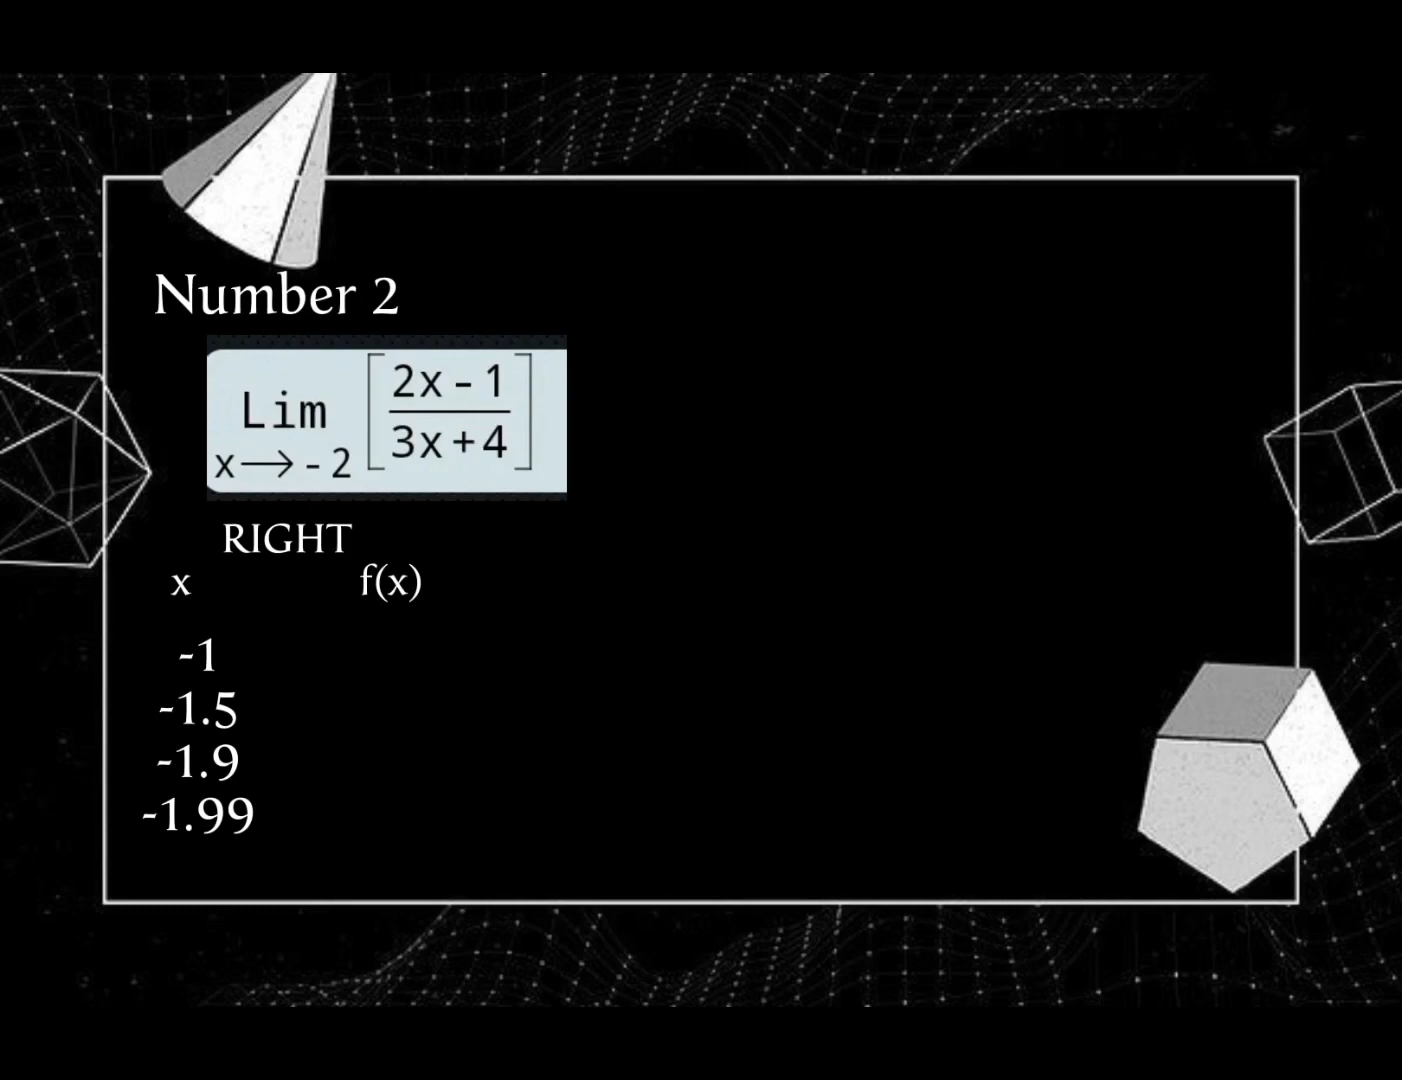 Number 2
Lim x⟶-2 [2x-1/3x+4]
RIGHT
x f(x)
-1
-1.5
-1.9
-1.99